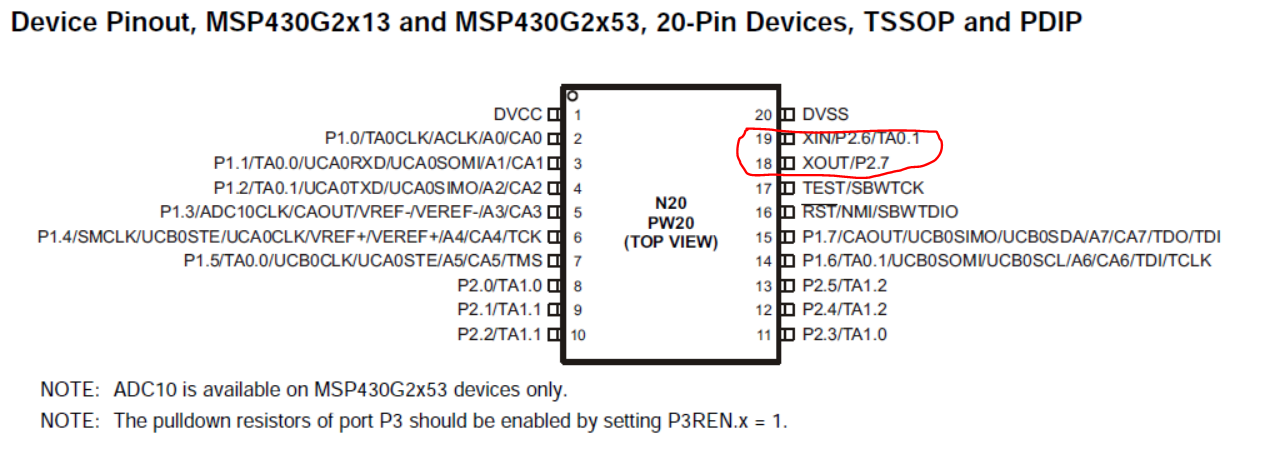 Device Pinout, MSP430G2x13 and MSP430G2x53, 20-Pin Devices, TSSOP and PDIP
DVCC 1
P1.0/TA0CLK/ACLK/A0/CA0 2
P1.1/TA0.0/UCA0RXD/UCA0SOMI/A1/CA1 3
P1.2/TA0.1/UCA0TXD/UCA0SIMO/A2/CA2 4
P1.3/ADC10CLK/CAOUT/VREF-/VEREF-/A3/CA3 5
P1.4/SMCLK/UCB0STE/UCA0CLK/VREF+/VEREF+/A4/CA4/TCK 6
P1.5/TA0.0/UCB0CLK/UCA0STE/A5/CA5/TMS 7
P2.0/TA1.0 8
P2.1/TA1.1 9
P2.2/TA1.1 10
N20
PW20
(TOP VIEW)
20 DVSS
19 XIN/P2.6/TA0.1
18 XOUT/P2.7
17 TEST/SBWTCK
16 RST/NMI/SBWTDIO
15 P1.7/CAOUT/UCB0SIMO/UCB0SDA/A7/CA7/TDO/TDI
14 P1.6/TA0.1/UCB0SOMI/UCB0SCL/A6/CA6/TDI/TCLK
13 P2.5/TA1.2
12 P2.4/TA1.2
11 P2.3/TA1.0
NOTE: ADC10 is available on MSP430G2x53 devices only.
NOTE: The pulldown resistors of port P3 should be enabled by setting P3REN.x = 1.